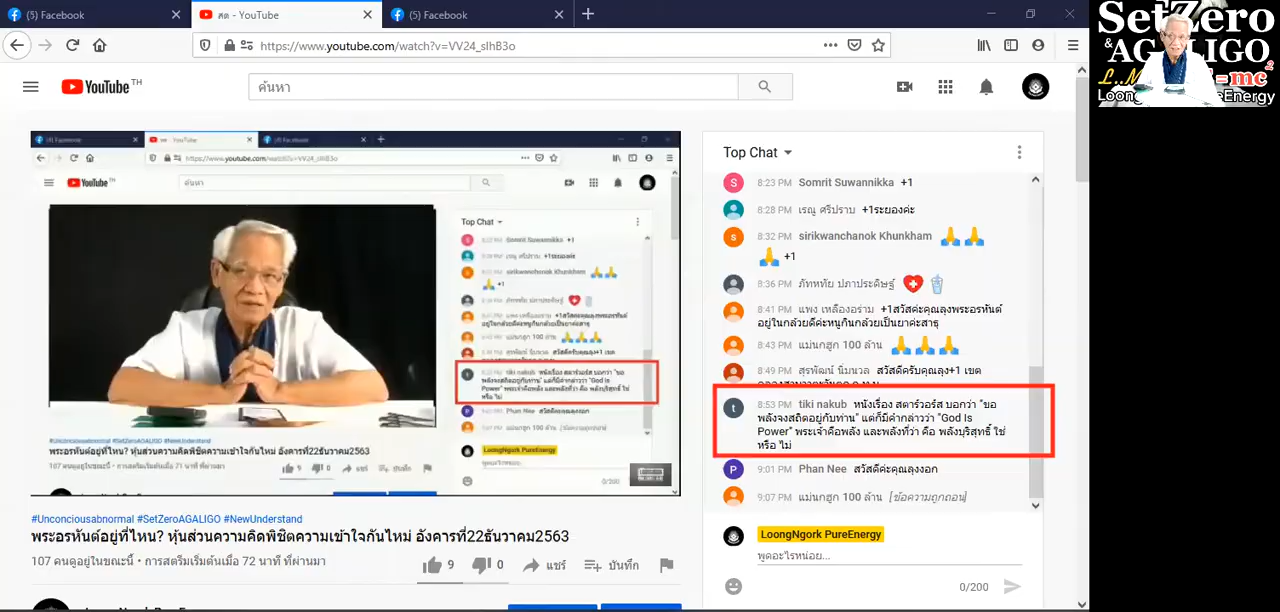 (5) Facebook
สด - YouTube
(5) Facebook
https://www.youtube.com/watch?v=VV24_sIhB3o
YouTube TH
ค้นหา
SetZero
& AGALIGO
=mc2
Energy
Top Chat
8:23 PM Somrit Suwannikka +1
8:28 PM เรณู ศรีปราบ +1ระยองค่ะ
8:32 PM sirikwanchanok Khunkham 🙏 🙏
🙏 +1
8:36 PM ภัทททัย ปภาประดิษฐ์
8:41 PM แพง เหลืองอร่าม +1สวัสดีค่ะคุณลุงพระอรหันต์
อยู่ในกล้วยดีค่ะหนูกินกล้วยเป็นยาค่ะสาธุ
8:43 PM แม่นกฮูก 100 ล้าน 🙏 🙏 🙏
8:49 PM สุรพัฒน์ นิ่มนวล สวัสดีครับคุณลุง+1 เขต
8:53 PM tiki nakub หนังเรื่อง สตาร์วอร์ส บอกว่า "ขอ
พลังจงสถิตอยู่กับท่าน" แต่ก็มีคำกล่าวว่า "God Is
Power" พระเจ้าคือพลัง และพลังที่ว่า คือ พลังบุริสุทธิ์ ใช่
หรือ ไม่
9:01 PM Phan Nee สวัสดีค่ะคุณลุงงอก
9:07 PM แม่นกฮูก 100 ล้าน [ข้อความถูกถอน]
LoongNgork PureEnergy
พูดอะไรหน่อย...
0/200
#Unconciousabnormal #SetZeroAGALIGO #NewUnderstand
พระอรหันต์อยู่ที่ไหน? หุ้นส่วนความคิดพิชิตความเข้าใจกันไหม่ อังคารที่22ธันวาคม2563
107 คนดูอยู่ในขณะนี้ • การสตรีมเริ่มต้นเมื่อ 72 นาที ที่ผ่านมา
9 0 แชร์ บันทึก